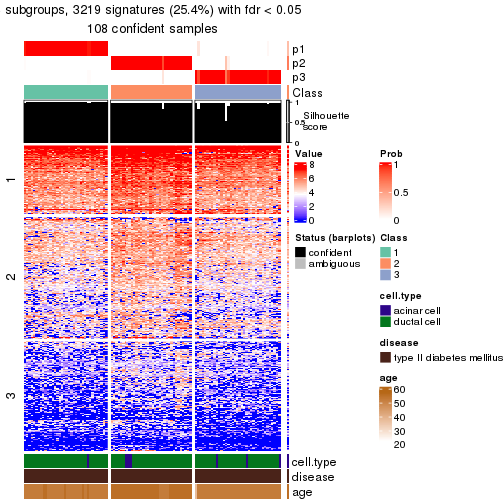 subgroups, 3219 signatures (25.4%) with fdr < 0.05
108 confident samples
p1
p2
p3
Class
1
0.5
0
Silhouette
score
1
2
3
Value
8
6
4
2
0
Prob
1
0.5
0
Status (barplots)
confident
ambiguous
Class
1
2
3
cell.type
acinar cell
ductal cell
disease
type II diabetes mellitus
age
60
50
40
30
20
cell.type
disease
age